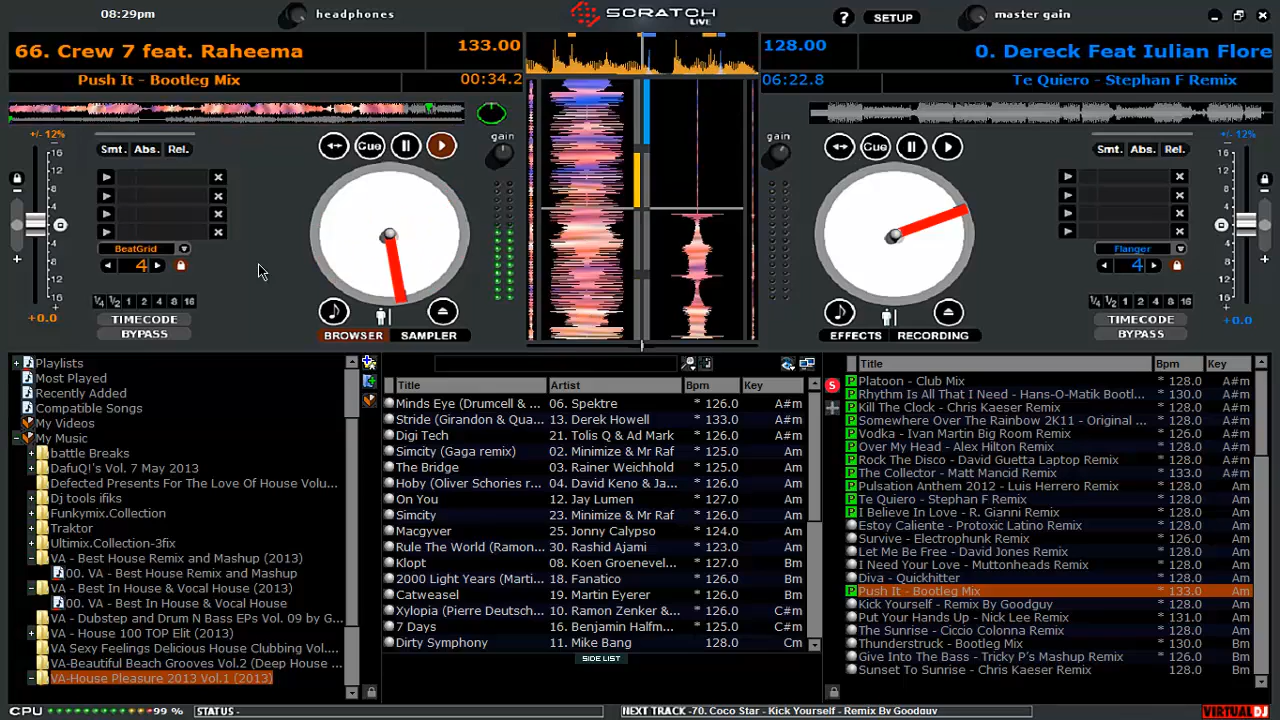 08:29pm
headphones
SCRATCH
LIVE
?
SETUP
master gain
66. Crew 7 feat. Raheema
133.00
128.00
0. Dereck Feat Iulian Flore
Push It - Bootleg Mix
00:34.2
06:22.8
Te Quiero - Stephan F Remix
+/- 12%
Smt. Abs. Rel.
Cue
gain
gain
Cue
Smt. Abs. Rel.
+/- 12%
16
12
8
4
4
8
12
16
BeatGrid
4
Flanger
4
1/4 1/2 1 2 4 8 16
1/4 1/2 1 2 4 8 16
+0.0
TIMECODE
BYPASS
BROWSER
SAMPLER
EFFECTS
RECORDING
TIMECODE
BYPASS
+0.0
Playlists
Most Played
Recently Added
Compatible Songs
My Videos
My Music
battle Breaks
DafuQ!'s Vol. 7 May 2013
Defected Presents For The Love Of House Volu...
Dj tools ifiks
Funkymix.Collection
Traktor
Ultimix.Collection-3fix
VA - Best House Remix and Mashup (2013)
00. VA - Best House Remix and Mashup
VA - Best In House & Vocal House (2013)
00. VA - Best In House & Vocal House
VA - Dubstep and Drum N Bass EPs Vol. 09 by G...
VA - House 100 TOP Elit (2013)
VA Sexy Feelings Delicious House Clubbing Vol....
VA-Beautiful Beach Grooves Vol.2 (Deep House ...
VA-House Pleasure 2013 Vol.1 (2013)
Title Artist Bpm Key
Minds Eye (Drumcell & ... 06. Spektre * 126.0 A#m
Stride (Girandon & Qua... 13. Derek Howell * 133.0 A#m
Digi Tech 21. Tolis Q & Ad Mark * 126.0 A#m
Simcity (Gaga remix) 02. Minimize & Mr Raf * 126.0 Am
The Bridge 03. Rainer Weichhold * 126.0 Am
Hoby (Oliver Schories r... 04. David Keno & Ja... * 126.0 Am
On You 12. Jay Lumen * 127.0 Am
Simcity 23. Minimize & Mr Raf * 126.0 Am
Macgyver 25. Jonny Calypso * 124.0 Am
Rule The World (Ramon... 30. Rashid Ajami * 123.0 Am
Klopt 08. Koen Groenevel... * 127.0 Bm
2000 Light Years (Marti... 18. Fanatico * 126.0 Bm
Catweasel 19. Martin Eyerer * 126.0 Bm
Xylopia (Pierre Deutsch... 10. Ramon Zenker &... * 126.0 C#m
7 Days 16. Benjamin Halfm... * 125.0 C#m
Dirty Symphony 11. Mike Bang * 128.0 Cm
SIDE LIST
Title Bpm Key
Platoon - Club Mix * 128.0 A#m
Rhythm Is All That I Need - Hans-O-Matik Bootl... * 130.0 A#m
Kill The Clock - Chris Kaeser Remix * 128.0 A#m
Somewhere Over The Rainbow 2K11 - Original ... * 128.0 A#m
Vodka - Ivan Martin Big Room Remix * 128.0 Am
Over My Head - Alex Hilton Remix * 128.0 Am
Rock The Disco - David Guetta Laptop Remix * 128.0 Am
The Collector - Matt Mancid Remix * 133.0 Am
Pulsation Anthem 2012 - Luis Herrero Remix * 128.0 Am
Te Quiero - Stephan F Remix * 128.0 Am
I Believe In Love - R. Gianni Remix * 128.0 Am
Estoy Caliente - Protoxic Latino Remix * 128.0 Am
Survive - Electrophunk Remix * 128.0 Am
Let Me Be Free - David Jones Remix * 128.0 Am
I Need Your Love - Muttonheads Remix * 128.0 Am
Diva - Quickhitter * 128.0 Am
Push It - Bootleg Mix * 133.0 Am
Kick Yourself - Remix By Goodguy * 128.0 Am
Put Your Hands Up - Nick Lee Remix * 131.0 Am
The Sunrise - Ciccio Colonna Remix * 128.0 Am
Thunderstruck - Bootleg Mix * 130.0 Bm
Give Into The Bass - Tricky P's Mashup Remix * 126.0 Bm
Sunset To Sunrise - Chris Kaeser Remix * 128.0 Bm
CPU 99 % STATUS - NEXT TRACK -70. Coco Star - Kick Yourself - Remix By Goodguy VIRTUAL DJ